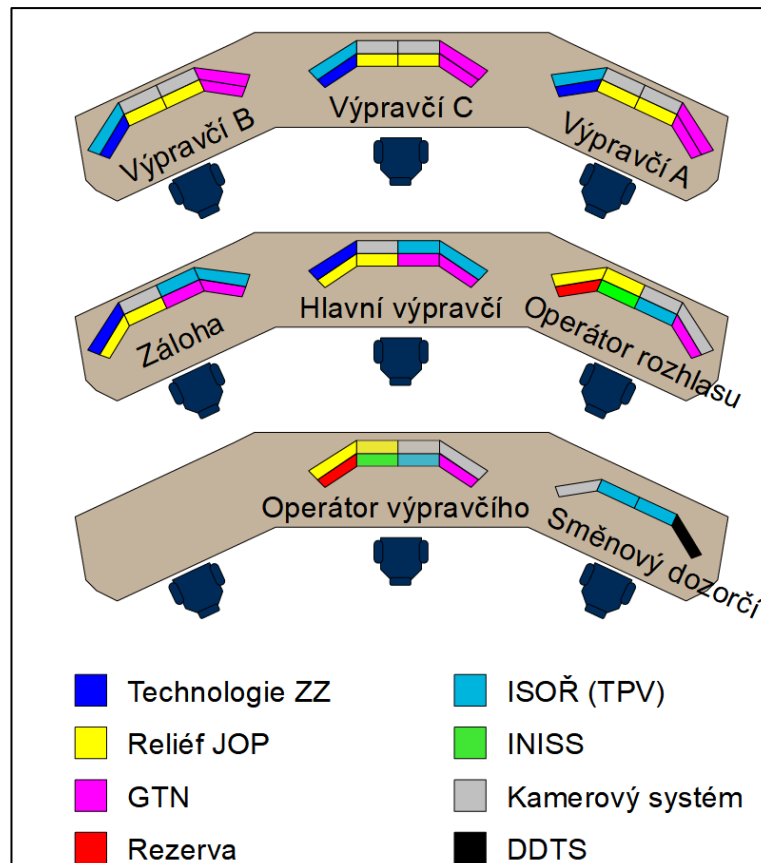 Výpravčí B
Výpravčí C
Výpravčí A
Záloha
Hlavní výpravčí
Operátor rozhlasu
Operátor výpravčího
Směnový dozorčí
Technologie ZZ
ISOŘ (TPV)
Reliéf JOP
INISS
GTN
Kamerový systém
Rezerva
DDTS